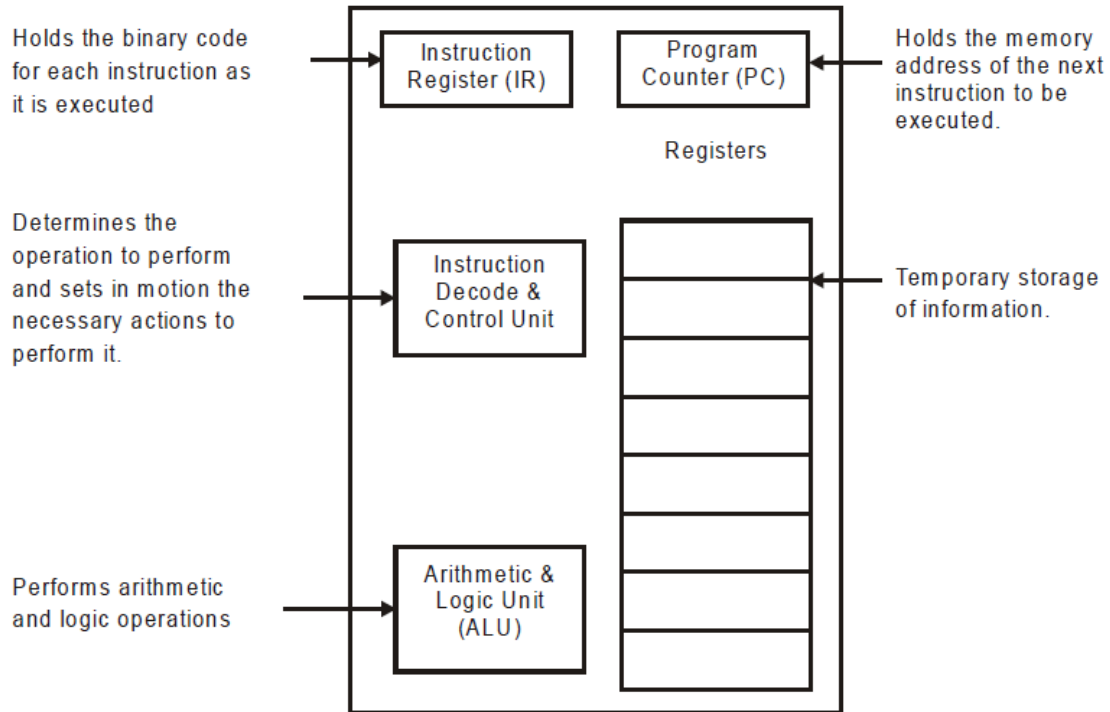 Holds the binary code
for each instruction as
it is executed
Instruction
Register (IR)
Program
Counter (PC)
Holds the memory
address of the next
instruction to be
executed.
Registers
Determines the
operation to perform
and sets in motion the
necessary actions to
perform it.
Instruction
Decode &
Control Unit
Temporary storage
of information.
Performs arithmetic
and logic operations
Arithmetic &
Logic Unit
(ALU)